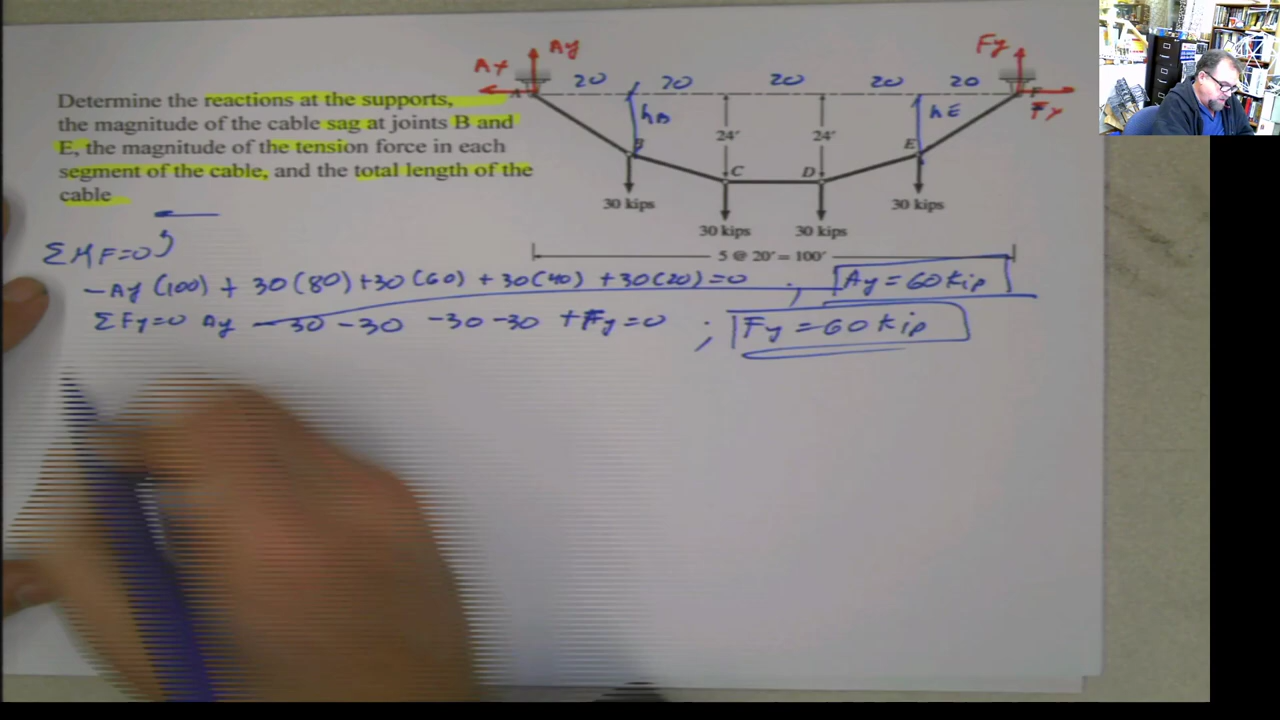 Determine the reactions at the supports,
the magnitude of the cable sag at joints B and
E, the magnitude of the tension force in each
segment of the cable, and the total length of the
cable
Ay
Fy
Ax
20 20 20 20 20
A
F
Fx
hB
hE
24' 24'
B
E
C D
30 kips
30 kips
30 kips 30 kips
5 @ 20' = 100'
ΣMF=0
-Ay (100) + 30(80) +30(60) + 30(40) +30(20)=0 ; Ay = 60 kip
ΣFy=0 Ay -30 -30 -30 -30 +Fy=0 ; Fy = 60 kip